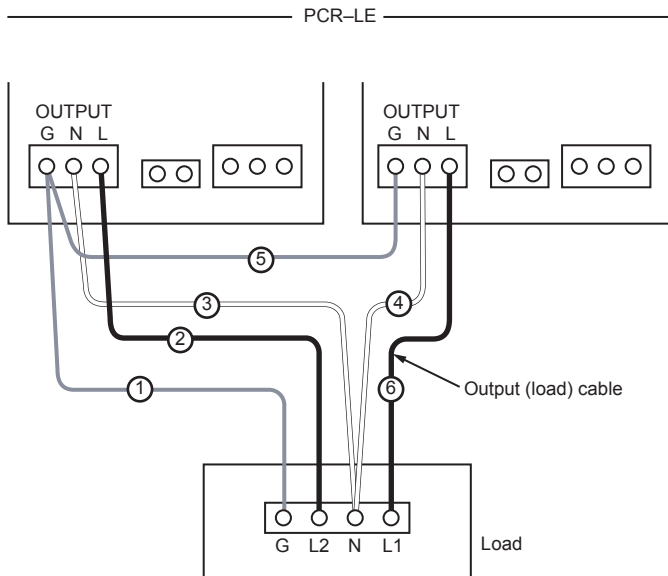 PCR–LE
OUTPUT
G N L
OUTPUT
G N L
5
3
4
2
1
6
Output (load) cable
G L2 N L1
Load